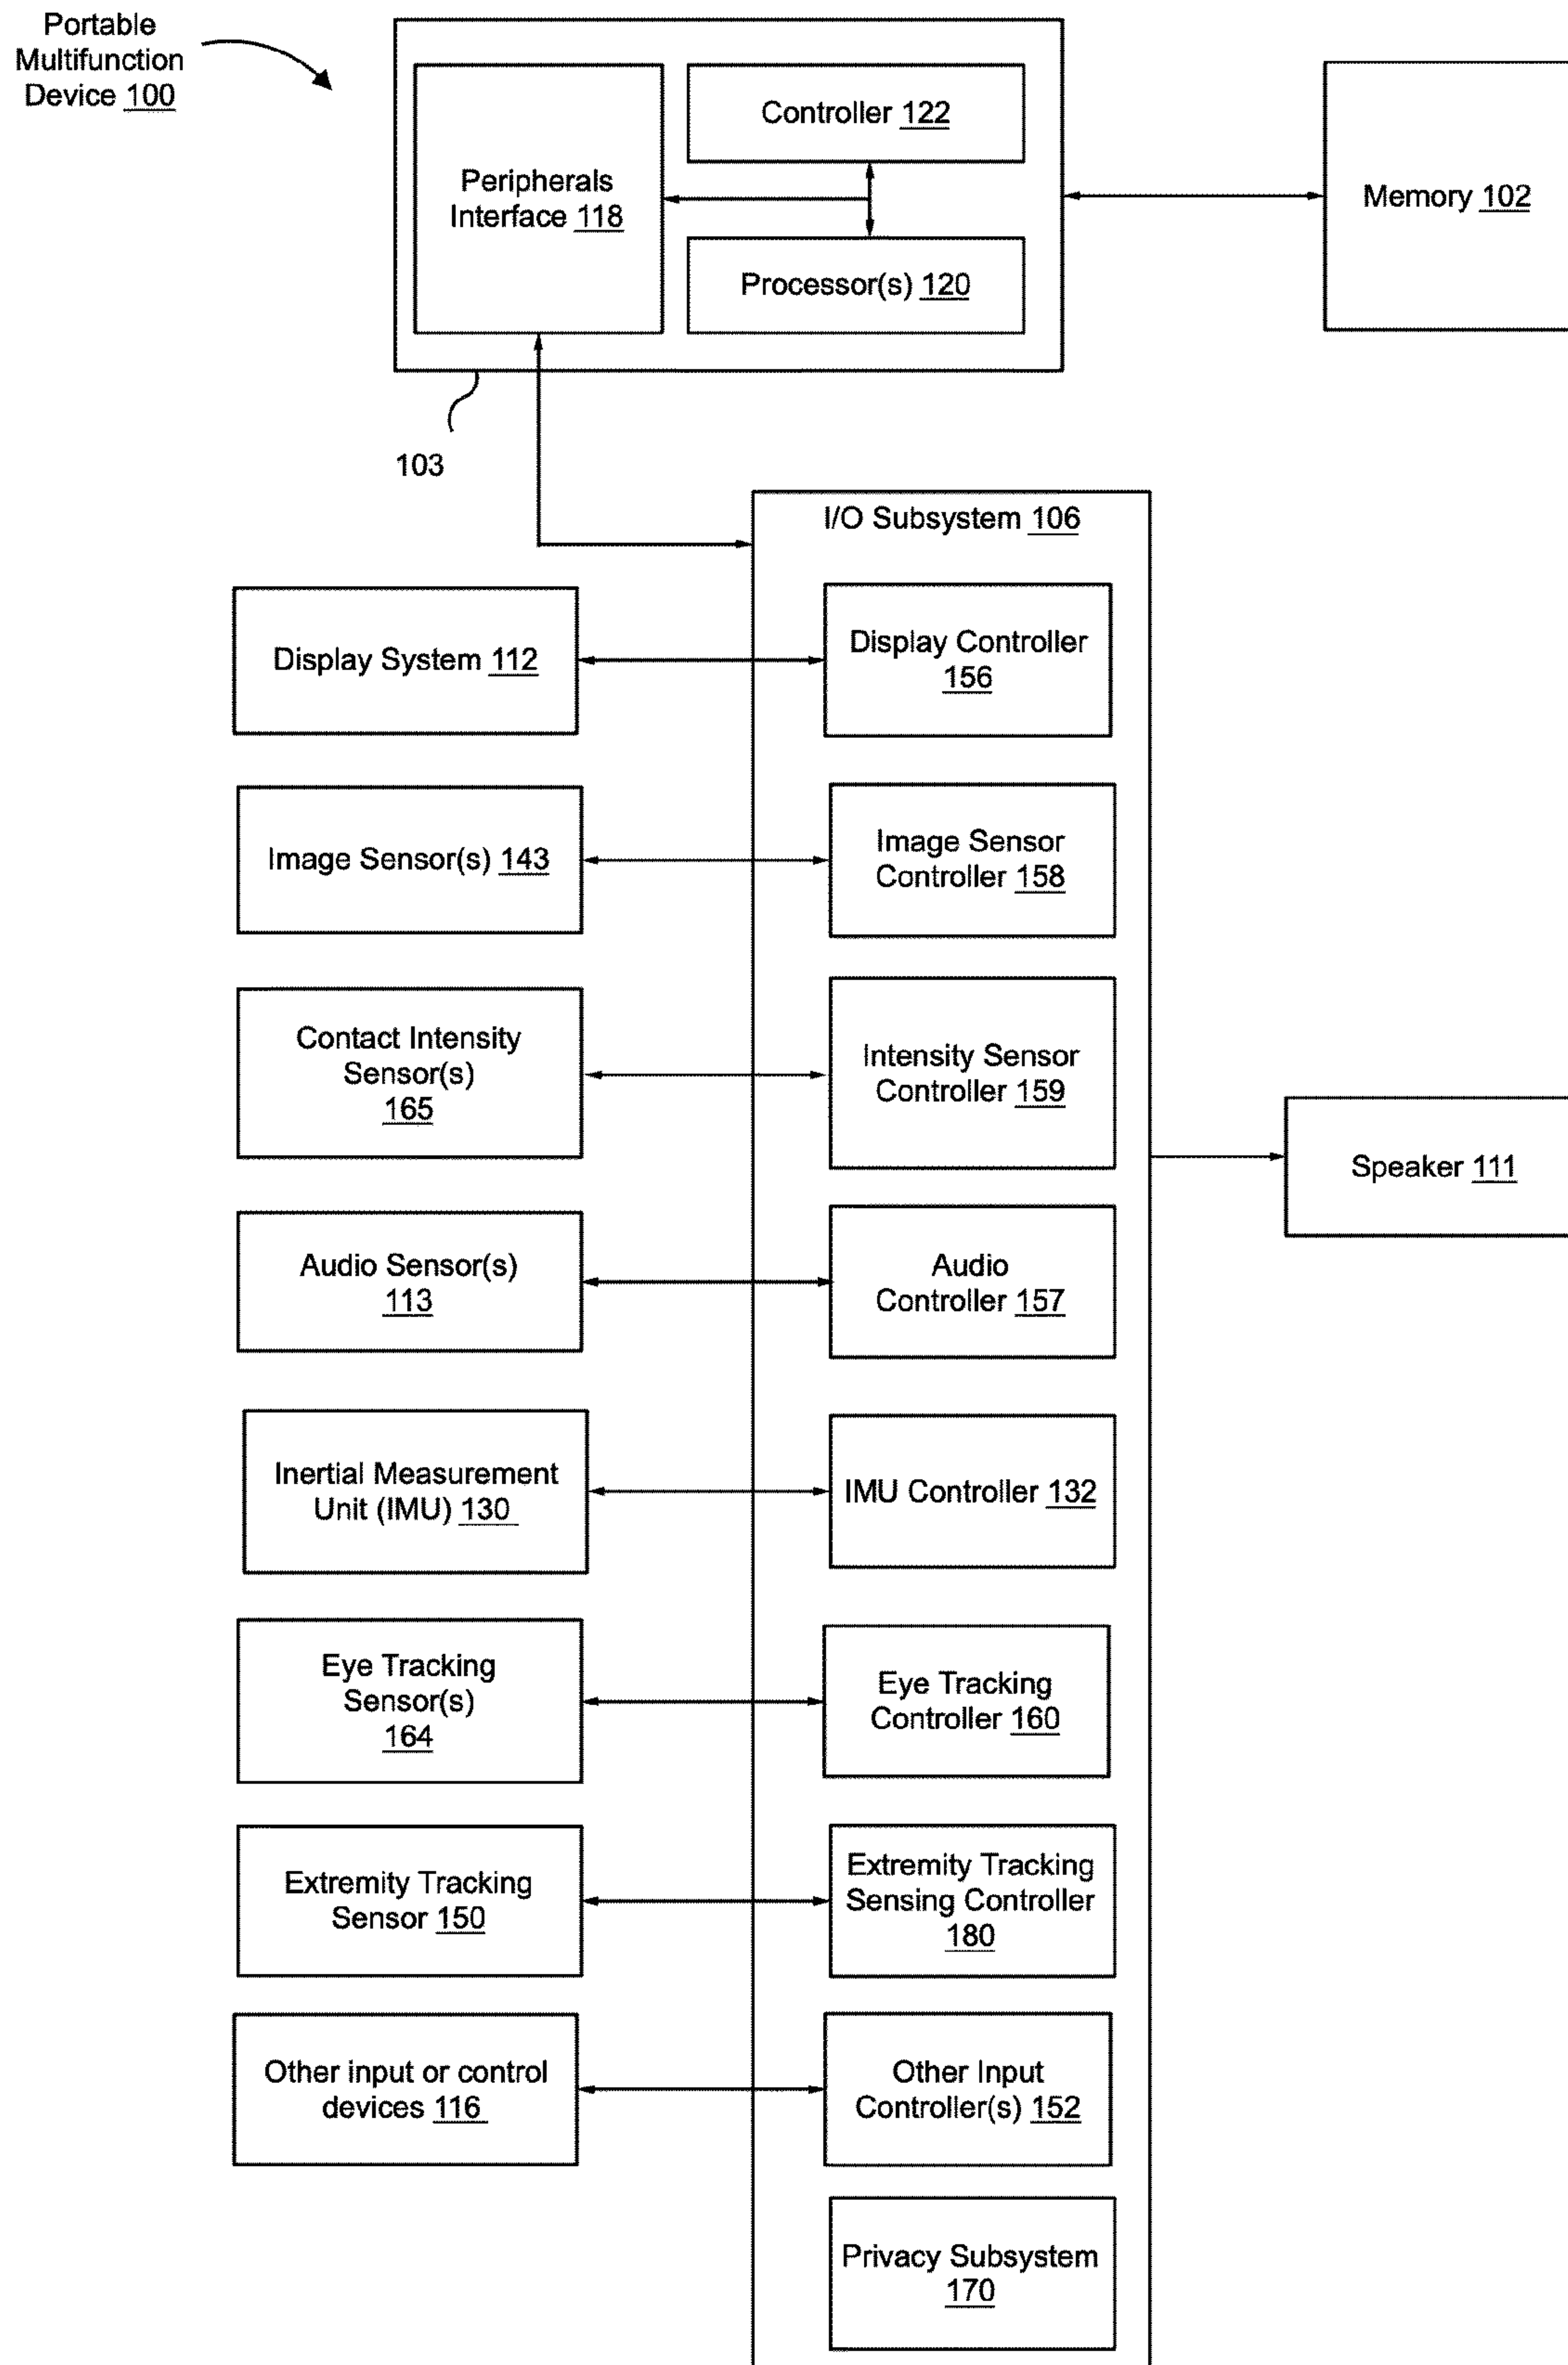 Portable
Multifunction
Device 100
Controller 122
Peripherals
Interface 118
Processor(s) 120
Memory 102
103
I/O Subsystem 106
Display System 112
Display Controller
156
Image Sensor(s) 143
Image Sensor
Controller 158
Contact Intensity
Sensor(s)
165
Intensity Sensor
Controller 159
Speaker 111
Audio Sensor(s)
113
Audio
Controller 157
Inertial Measurement
Unit (IMU) 130
IMU Controller 132
Eye Tracking
Sensor(s)
164
Eye Tracking
Controller 160
Extremity Tracking
Sensor 150
Extremity Tracking
Sensing Controller
180
Other input or control
devices 116
Other Input
Controller(s) 152
Privacy Subsystem
170